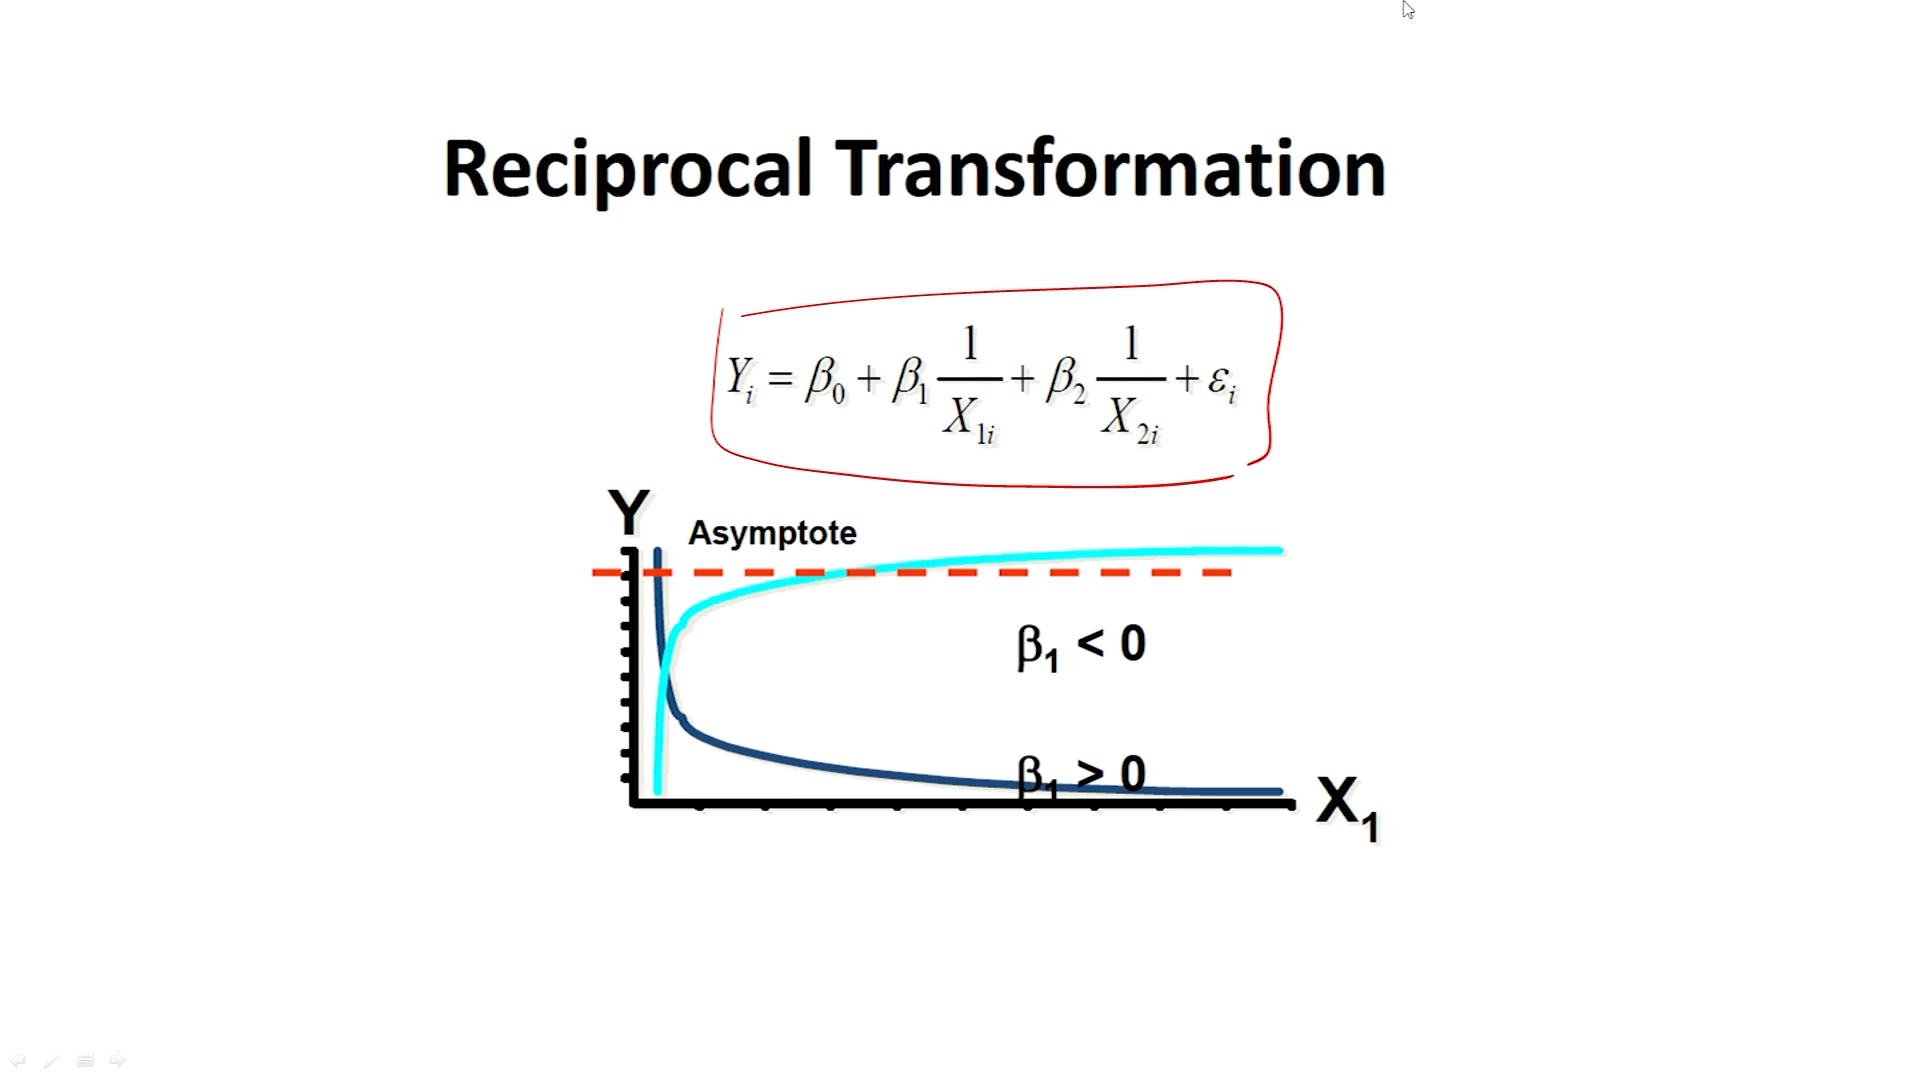 Reciprocal Transformation
Yᵢ = β₀ + β₁ 1/X₁ᵢ + β₂ 1/X₂ᵢ + εᵢ
Y
Asymptote
β₁ < 0
β₁ > 0
X₁